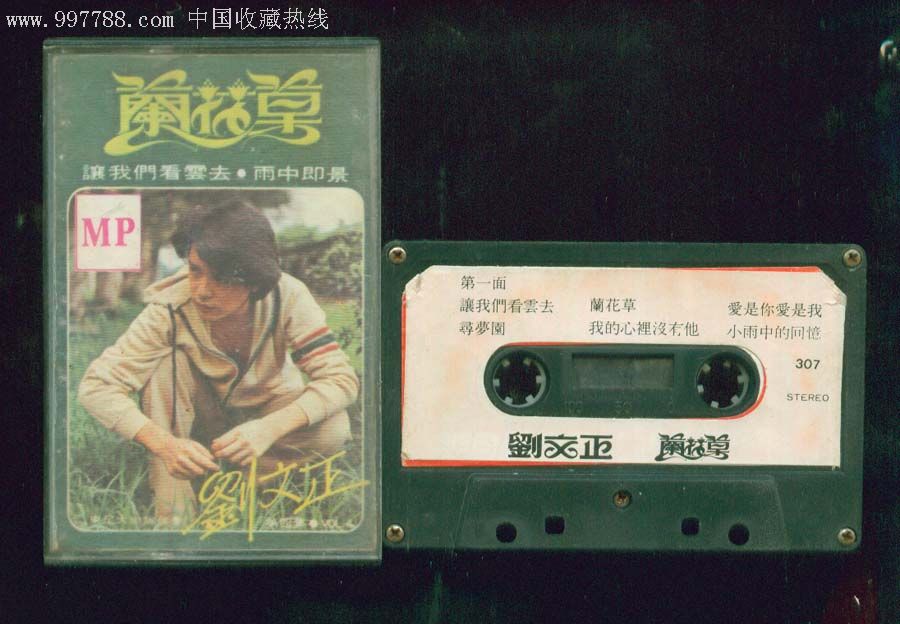 www.997788.com 中国收藏热线
蘭花草
讓我們看雲去•雨中即景
MP
劉文正
第一面
讓我們看雲去 蘭花草 愛是你愛是我
尋夢園 我的心裡沒有他 小雨中的回憶
307
STEREO
劉文正 蘭花草